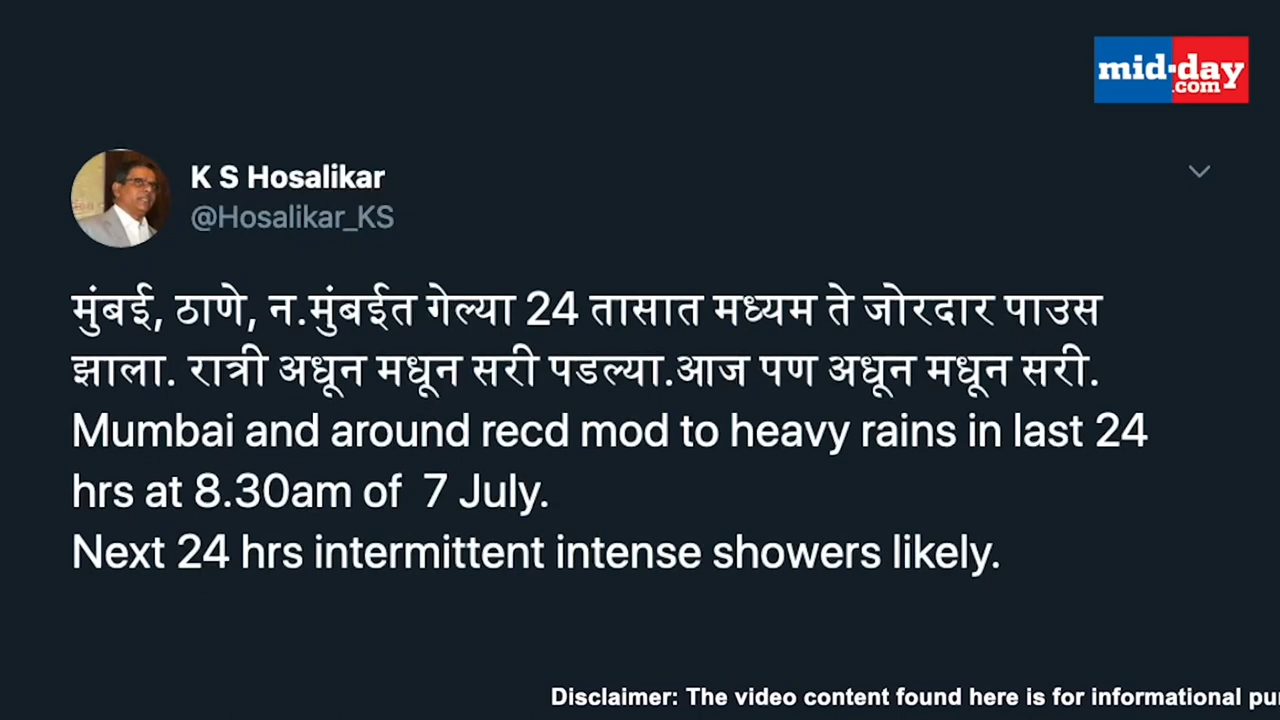 mid-day
.com
K S Hosalikar
@Hosalikar_KS
मुंबई, ठाणे, न.मुंबईत गेल्या 24 तासात मध्यम ते जोरदार पाउस
झाला. रात्री अधून मधून सरी पडल्या.आज पण अधून मधून सरी.
Mumbai and around recd mod to heavy rains in last 24
hrs at 8.30am of 7 July.
Next 24 hrs intermittent intense showers likely.
Disclaimer: The video content found here is for informational